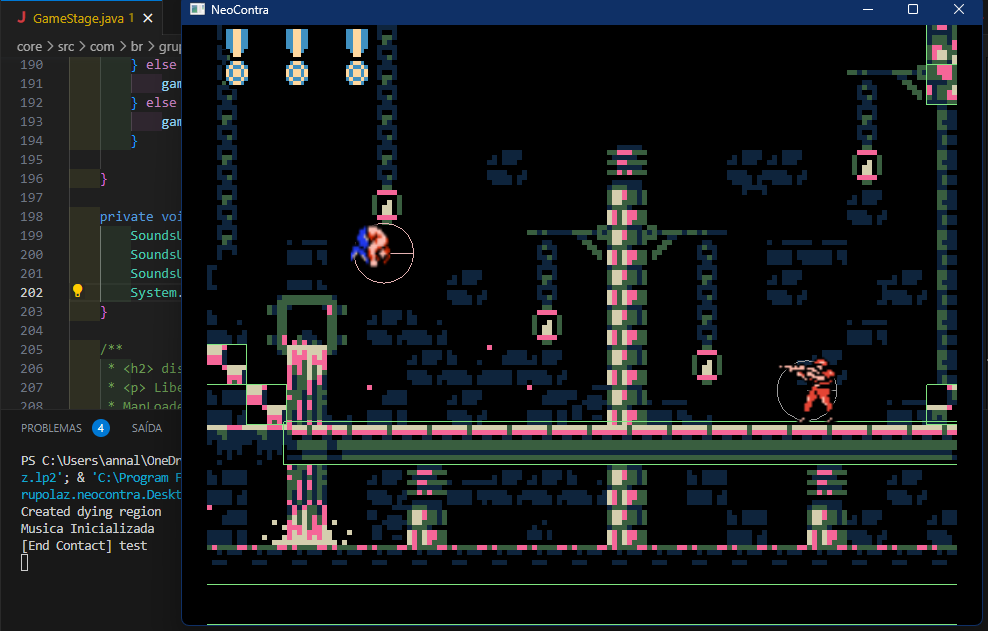 GameStage.java 1
NeoContra
core > src > com > br > grup
190 } else
191 gam
192 } else
193 gam
194 }
195
196 }
197
198 private voi
199 SoundsU
200 SoundsU
201 SoundsU
202 System.
203 }
204
205 /**
206 * <h2> dis
207 * <p> Libe
208 * ManLoade
PROBLEMAS 4 SAÍDA
PS C:\Users\annal\OneDr
z.lp2'; & 'C:\Program F
rupolaz.neocontra.Deskt
Created dying region
Musica Inicializada
[End Contact] test